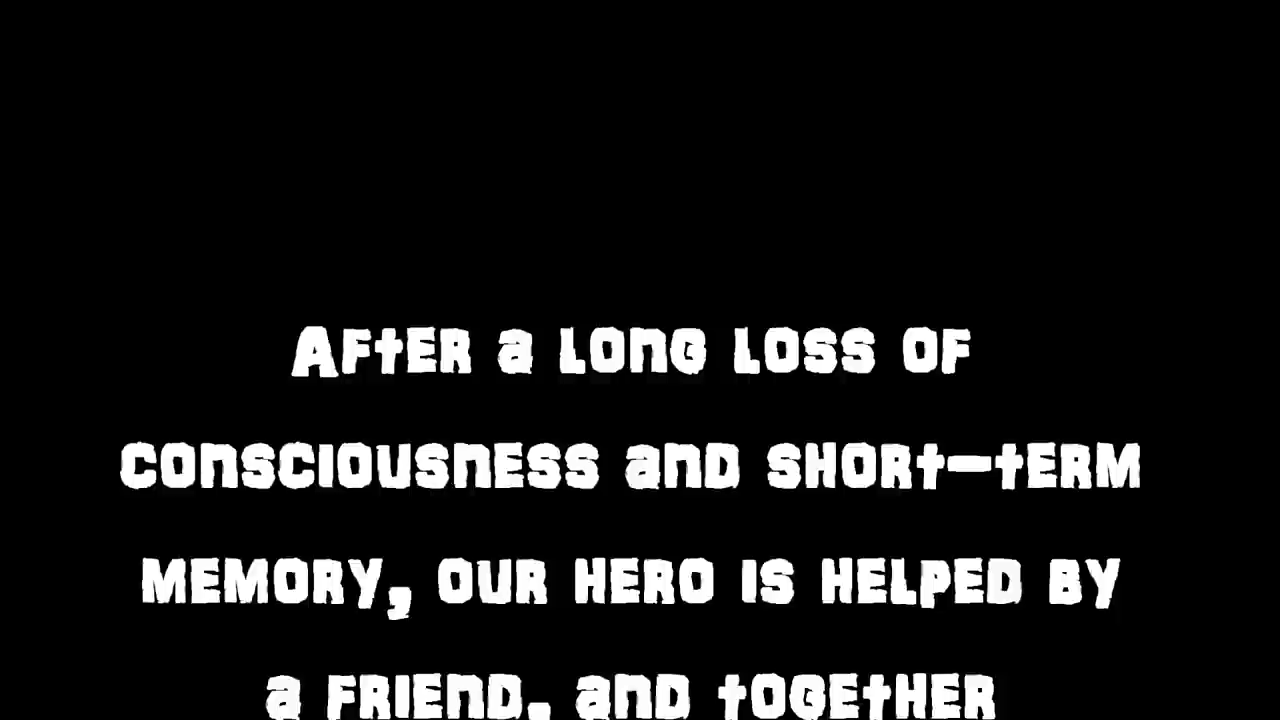 After a long loss of
consciousness and short-term
memory, our hero is helped by
a friend, and together